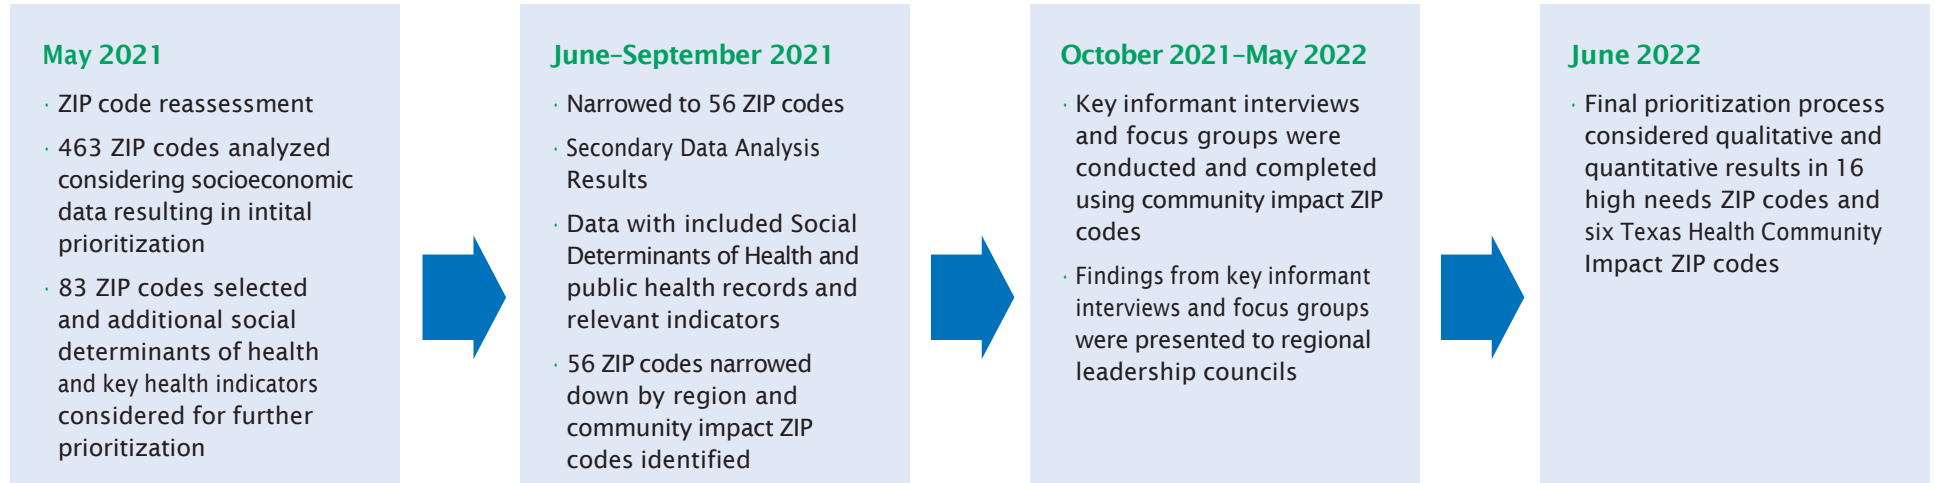 May 2021
· ZIP code reassessment
· 463 ZIP codes analyzed
considering socioeconomic
data resulting in intital
prioritization
· 83 ZIP codes selected
and additional social
determinants of health
and key health indicators
considered for further
prioritization
June–September 2021
· Narrowed to 56 ZIP codes
· Secondary Data Analysis
Results
· Data with included Social
Determinants of Health and
public health records and
relevant indicators
· 56 ZIP codes narrowed
down by region and
community impact ZIP
codes identified
October 2021–May 2022
· Key informant interviews
and focus groups were
conducted and completed
using community impact ZIP
codes
· Findings from key informant
interviews and focus groups
were presented to regional
leadership councils
June 2022
· Final prioritization process
considered qualitative and
quantitative results in 16
high needs ZIP codes and
six Texas Health Community
Impact ZIP codes